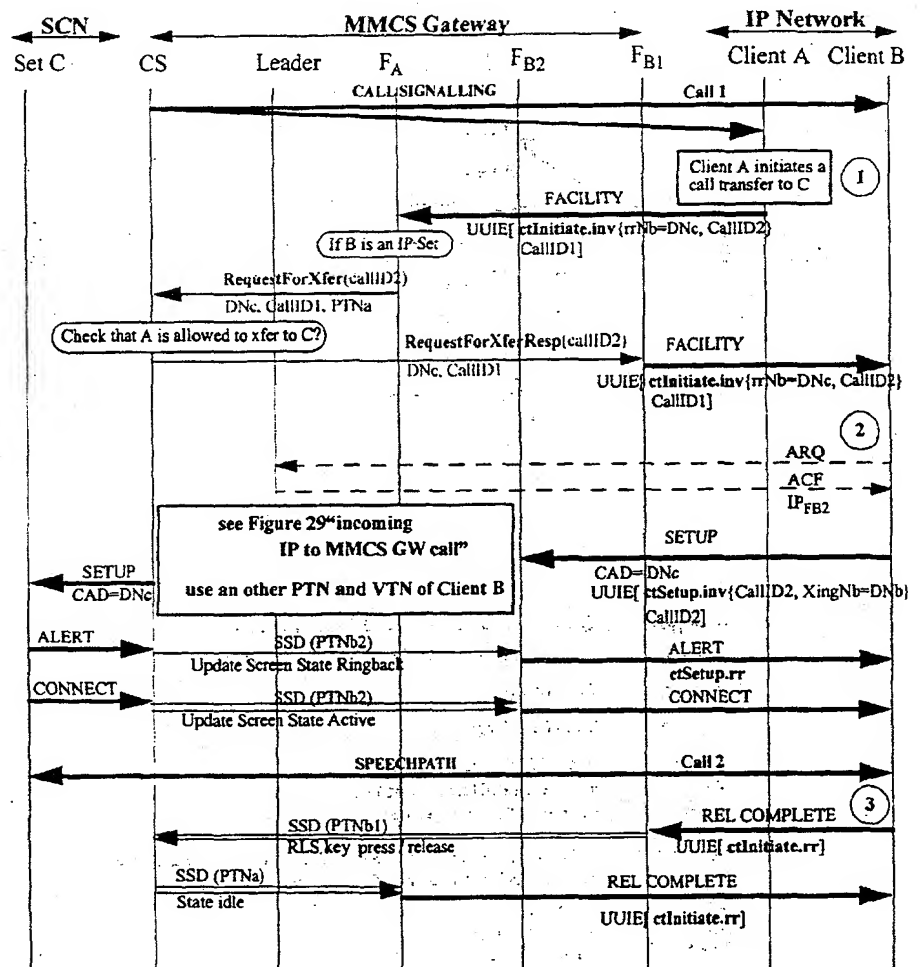 SCN MMCS Gateway IP Network
Set C CS Leader FA FB2 FB1 Client A Client B
CALL SIGNALLING Call 1
Client A initiates a
call transfer to C
1
FACILITY
UUIE[ ctInitiate.inv{rrNb=DNc, CallID2}
CallID1]
If B is an IP-Set
RequestForXfer(callID2)
DNc, CallID1, PTNa
Check that A is allowed to xfer to C?
RequestForXferResp(callID2)
DNc, CallID1
FACILITY
UUIE[ ctInitiate.inv{rrNb=DNc, CallID2}
CallID1]
2
ARQ
ACF
IPFB2
see Figure 29"incoming
IP to MMCS GW call"
use an other PTN and VTN of Client B
SETUP
CAD=DNc
UUIE[ ctSetup.inv{CallID2, XingNb=DNb}
CallID2]
SETUP
CAD=DNc
ALERT
SSD (PTNb2)
Update Screen State Ringback
ALERT
ctSetup.rr
CONNECT
SSD (PTNb2)
Update Screen State Active
CONNECT
SPEECHPATH Call 2
3
REL COMPLETE
UUIE[ ctInitiate.rr]
SSD (PTNb1)
RLS key press / release
SSD (PTNa)
State idle
REL COMPLETE
UUIE[ ctInitiate.rr]